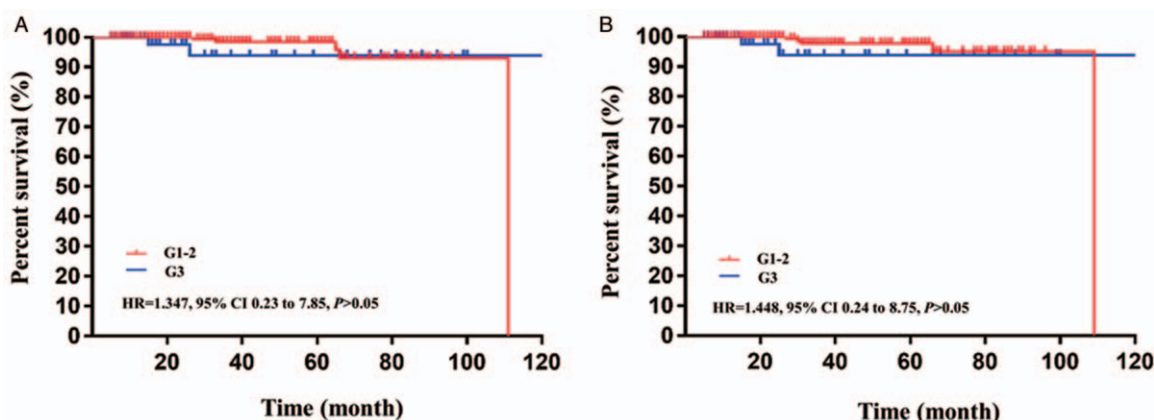 A
100
90
80
70
60
50
40
30
20
10
0
Percent survival (%)
G1-2
G3
HR=1.347, 95% CI 0.23 to 7.85, P>0.05
20 40 60 80 100 120
Time (month)
B
100
90
80
70
60
50
40
30
20
10
0
Percent survival (%)
G1-2
G3
HR=1.448, 95% CI 0.24 to 8.75, P>0.05
20 40 60 80 100 120
Time (month)